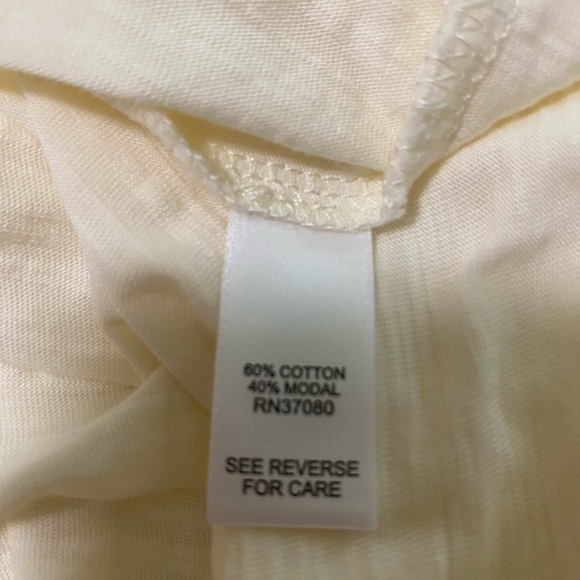 60% COTTON
40% MODAL
RN37080
SEE REVERSE
FOR CARE